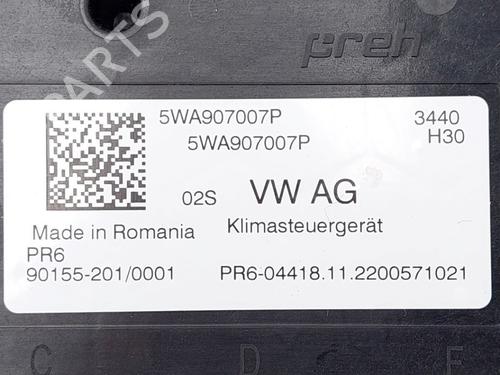 preh
5WA907007P 3440
5WA907007P H30
02S VW AG
Made in Romania Klimasteuergerät
PR6
90155-201/0001 PR6-04418.11.2200571021
C D E